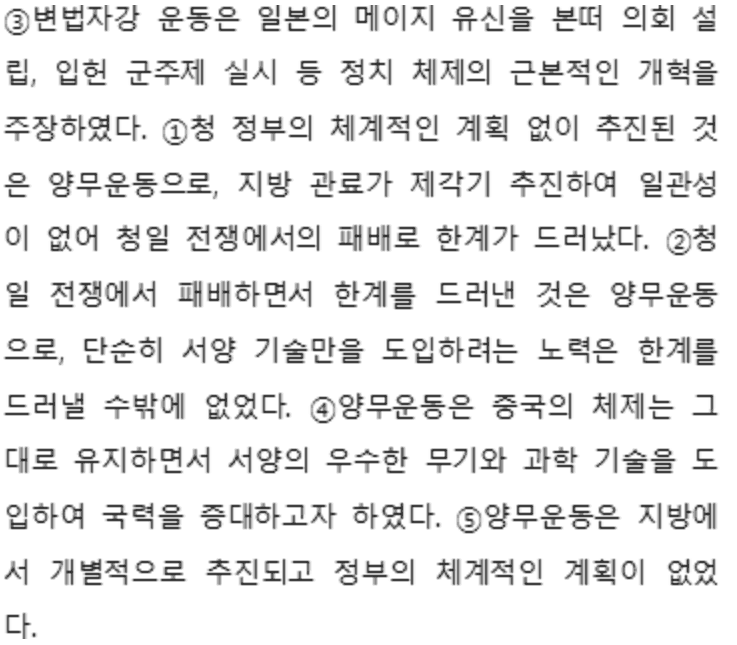 ③변법자강 운동은 일본의 메이지 유신을 본떠 의회 설
립, 입헌 군주제 실시 등 정치 체제의 근본적인 개혁을
주장하였다. ①청 정부의 체계적인 계획 없이 추진된 것
은 양무운동으로, 지방 관료가 제각기 추진하여 일관성
이 없어 청일 전쟁에서의 패배로 한계가 드러났다. ②청
일 전쟁에서 패배하면서 한계를 드러낸 것은 양무운동
으로, 단순히 서양 기술만을 도입하려는 노력은 한계를
드러낼 수밖에 없었다. ④양무운동은 중국의 체제는 그
대로 유지하면서 서양의 우수한 무기와 과학 기술을 도
입하여 국력을 증대하고자 하였다. ⑤양무운동은 지방에
서 개별적으로 추진되고 정부의 체계적인 계획이 없었
다.